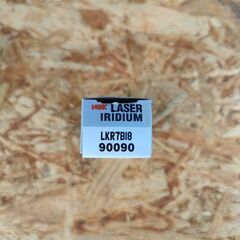 NGK LASER
IRIDIUM
LKR7BI8
90090